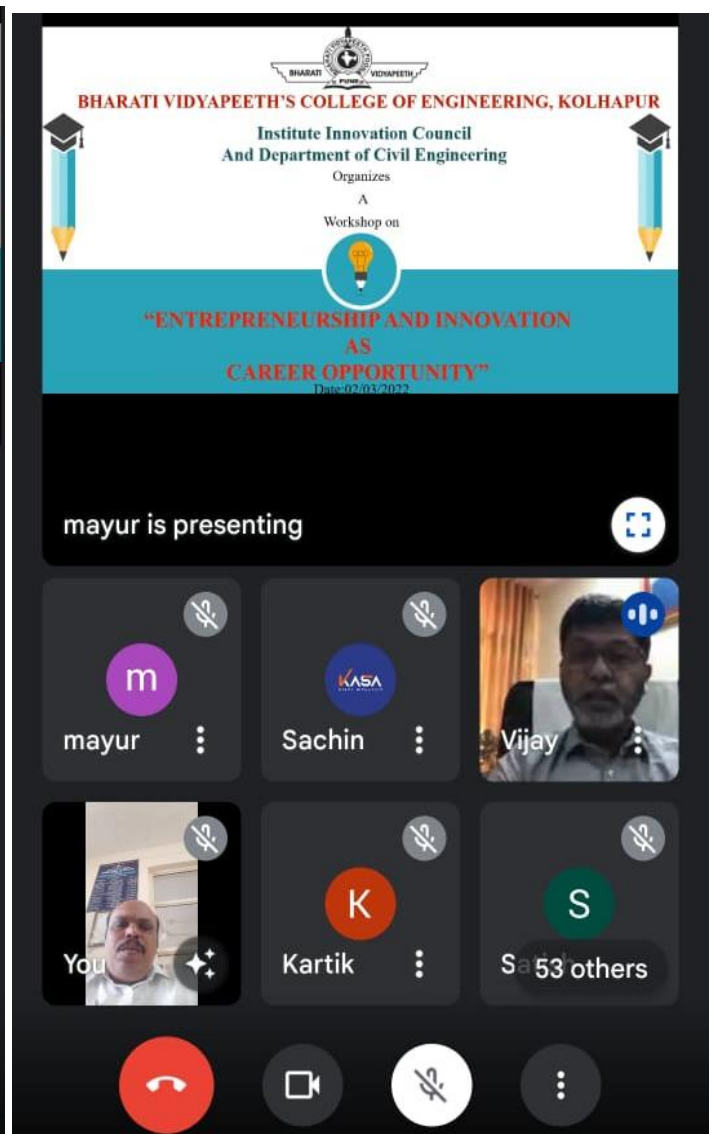 BHARATI VIDYAPEETH
PUNE
BHARATI VIDYAPEETH'S COLLEGE OF ENGINEERING, KOLHAPUR
Institute Innovation Council
And Department of Civil Engineering
Organizes
A
Workshop on
“ENTREPRENEURSHIP AND INNOVATION
AS
CAREER OPPORTUNITY”
Date:02/03/2022
mayur is presenting
m
mayur
KASA
Sachin
Vijay
You
K
Kartik
S
53 others